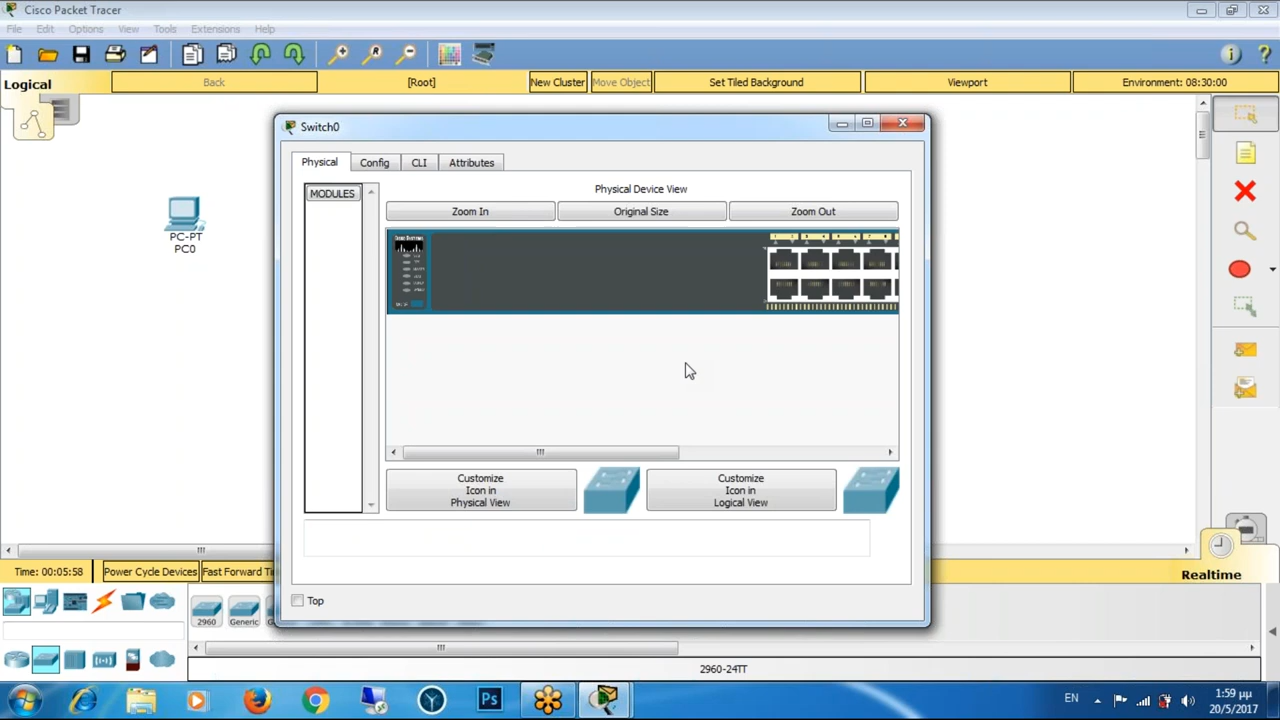 Cisco Packet Tracer
File Edit Options View Tools Extensions Help
Logical
Back
[Root]
New Cluster
Move Object
Set Tiled Background
Viewport
Environment: 08:30:00
PC-PT
PC0
Switch0
Physical
Config
CLI
Attributes
MODULES
Physical Device View
Zoom In
Original Size
Zoom Out
Customize
Icon in
Physical View
Customize
Icon in
Logical View
Top
Time: 00:05:58
Power Cycle Devices
Fast Forward Ti
Realtime
2960
Generic
2960-24TT
EN
1:59 μμ
20/5/2017